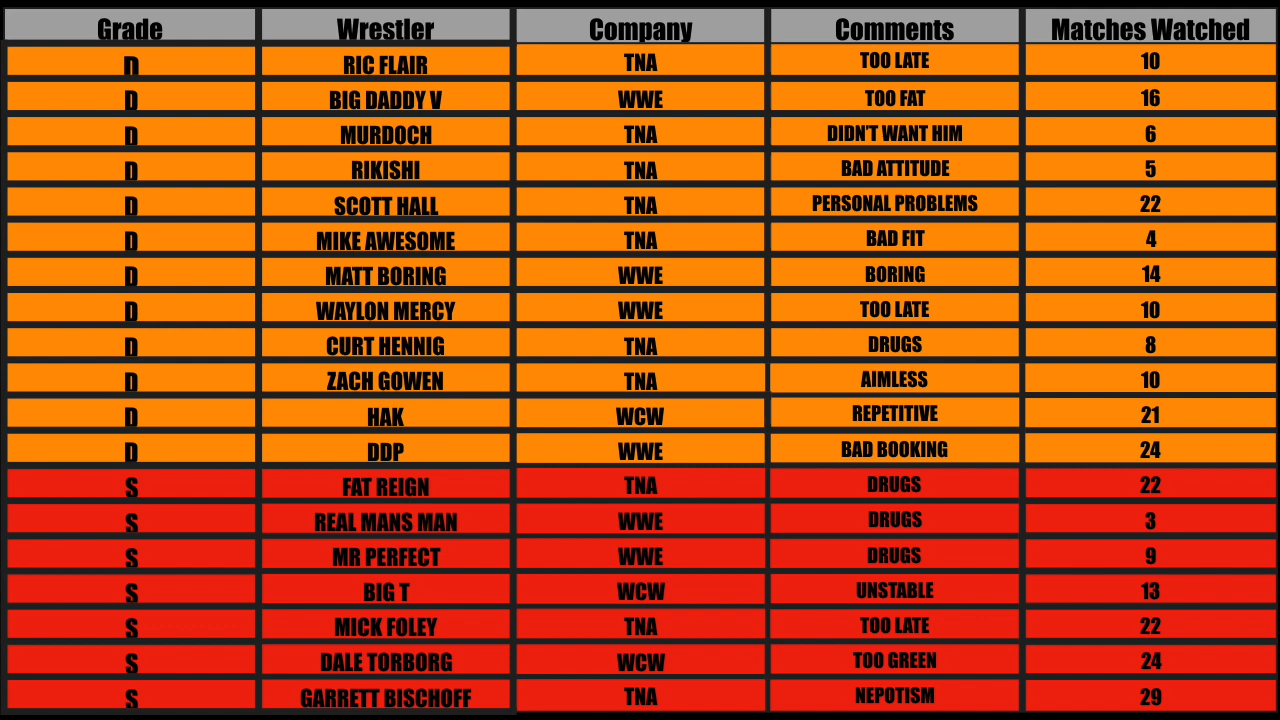 Grade Wrestler Company Comments Matches Watched
D RIC FLAIR TNA TOO LATE 10
D BIG DADDY V WWE TOO FAT 16
D MURDOCH TNA DIDN'T WANT HIM 6
D RIKISHI TNA BAD ATTITUDE 5
D SCOTT HALL TNA PERSONAL PROBLEMS 22
D MIKE AWESOME TNA BAD FIT 4
D MATT BORING WWE BORING 14
D WAYLON MERCY WWE TOO LATE 10
D CURT HENNIG TNA DRUGS 8
D ZACH GOWEN TNA AIMLESS 10
D HAK WCW REPETITIVE 21
D DDP WWE BAD BOOKING 24
S FAT REIGN TNA DRUGS 22
S REAL MANS MAN WWE DRUGS 3
S MR PERFECT WWE DRUGS 9
S BIG T WCW UNSTABLE 13
S MICK FOLEY TNA TOO LATE 22
S DALE TORBORG WCW TOO GREEN 24
S GARRETT BISCHOFF TNA NEPOTISM 29